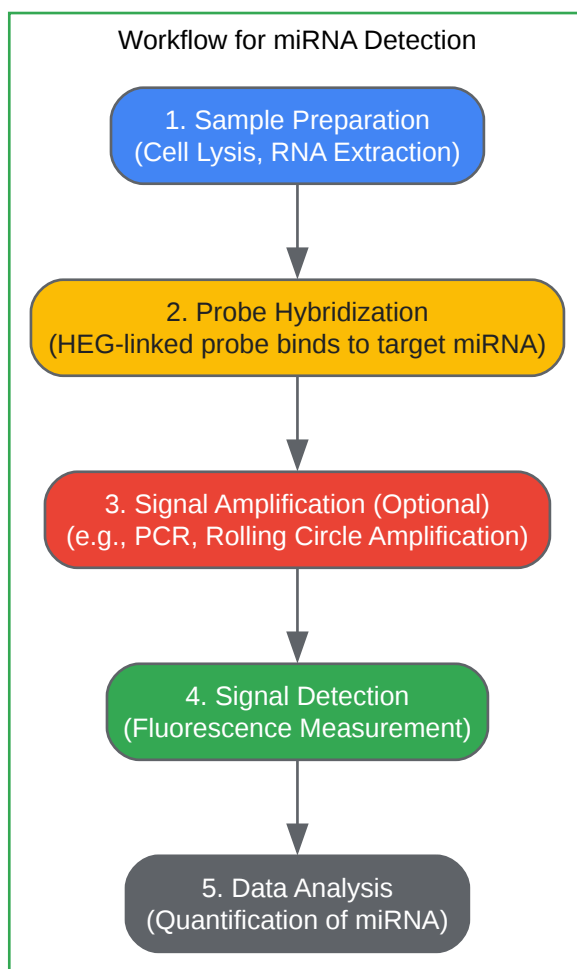 Workflow for miRNA Detection
1. Sample Preparation
(Cell Lysis, RNA Extraction)
2. Probe Hybridization
(HEG-linked probe binds to target miRNA)
3. Signal Amplification (Optional)
(e.g., PCR, Rolling Circle Amplification)
4. Signal Detection
(Fluorescence Measurement)
5. Data Analysis
(Quantification of miRNA)